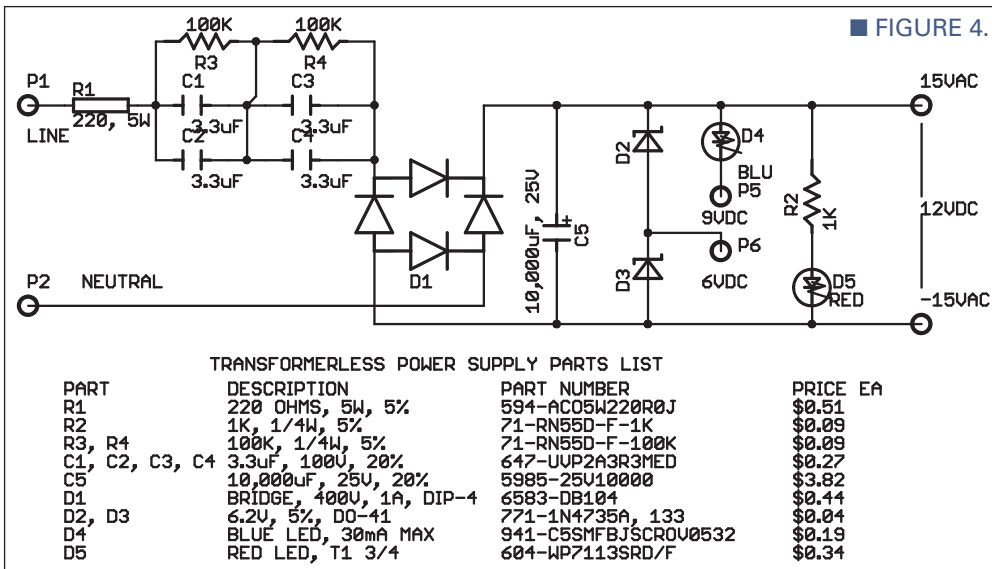 ■ FIGURE 4.
100K
100K
R3
R4
P1
R1
C1
C3
15VAC
LINE
220, 5W
3.3uF
3.3uF
C2
C4
3.3uF
3.3uF
D2
D4
BLU
P5
9VDC
R2
1K
12VDC
10,000uF, 25V
+
C5
P6
6VDC
D3
D1
D5
RED
P2 NEUTRAL
-15VAC
TRANSFORMERLESS POWER SUPPLY PARTS LIST
PART DESCRIPTION PART NUMBER PRICE EA
R1 220 OHMS, 5W, 5% 594-AC05W220R0J $0.51
R2 1K, 1/4W, 5% 71-RN55D-F-1K $0.09
R3, R4 100K, 1/4W, 5% 71-RN55D-F-100K $0.09
C1, C2, C3, C4 3.3uF, 100V, 20% 647-UVP2A3R3MED $0.27
C5 10,000uF, 25V, 20% 5985-25V10000 $3.82
D1 BRIDGE, 400V, 1A, DIP-4 6583-DB104 $0.44
D2, D3 6.2V, 5%, DO-41 771-1N4735A, 133 $0.04
D4 BLUE LED, 30mA MAX 941-C5SMFBJSCROV0532 $0.19
D5 RED LED, T1 3/4 604-WP7113SRD/F $0.34